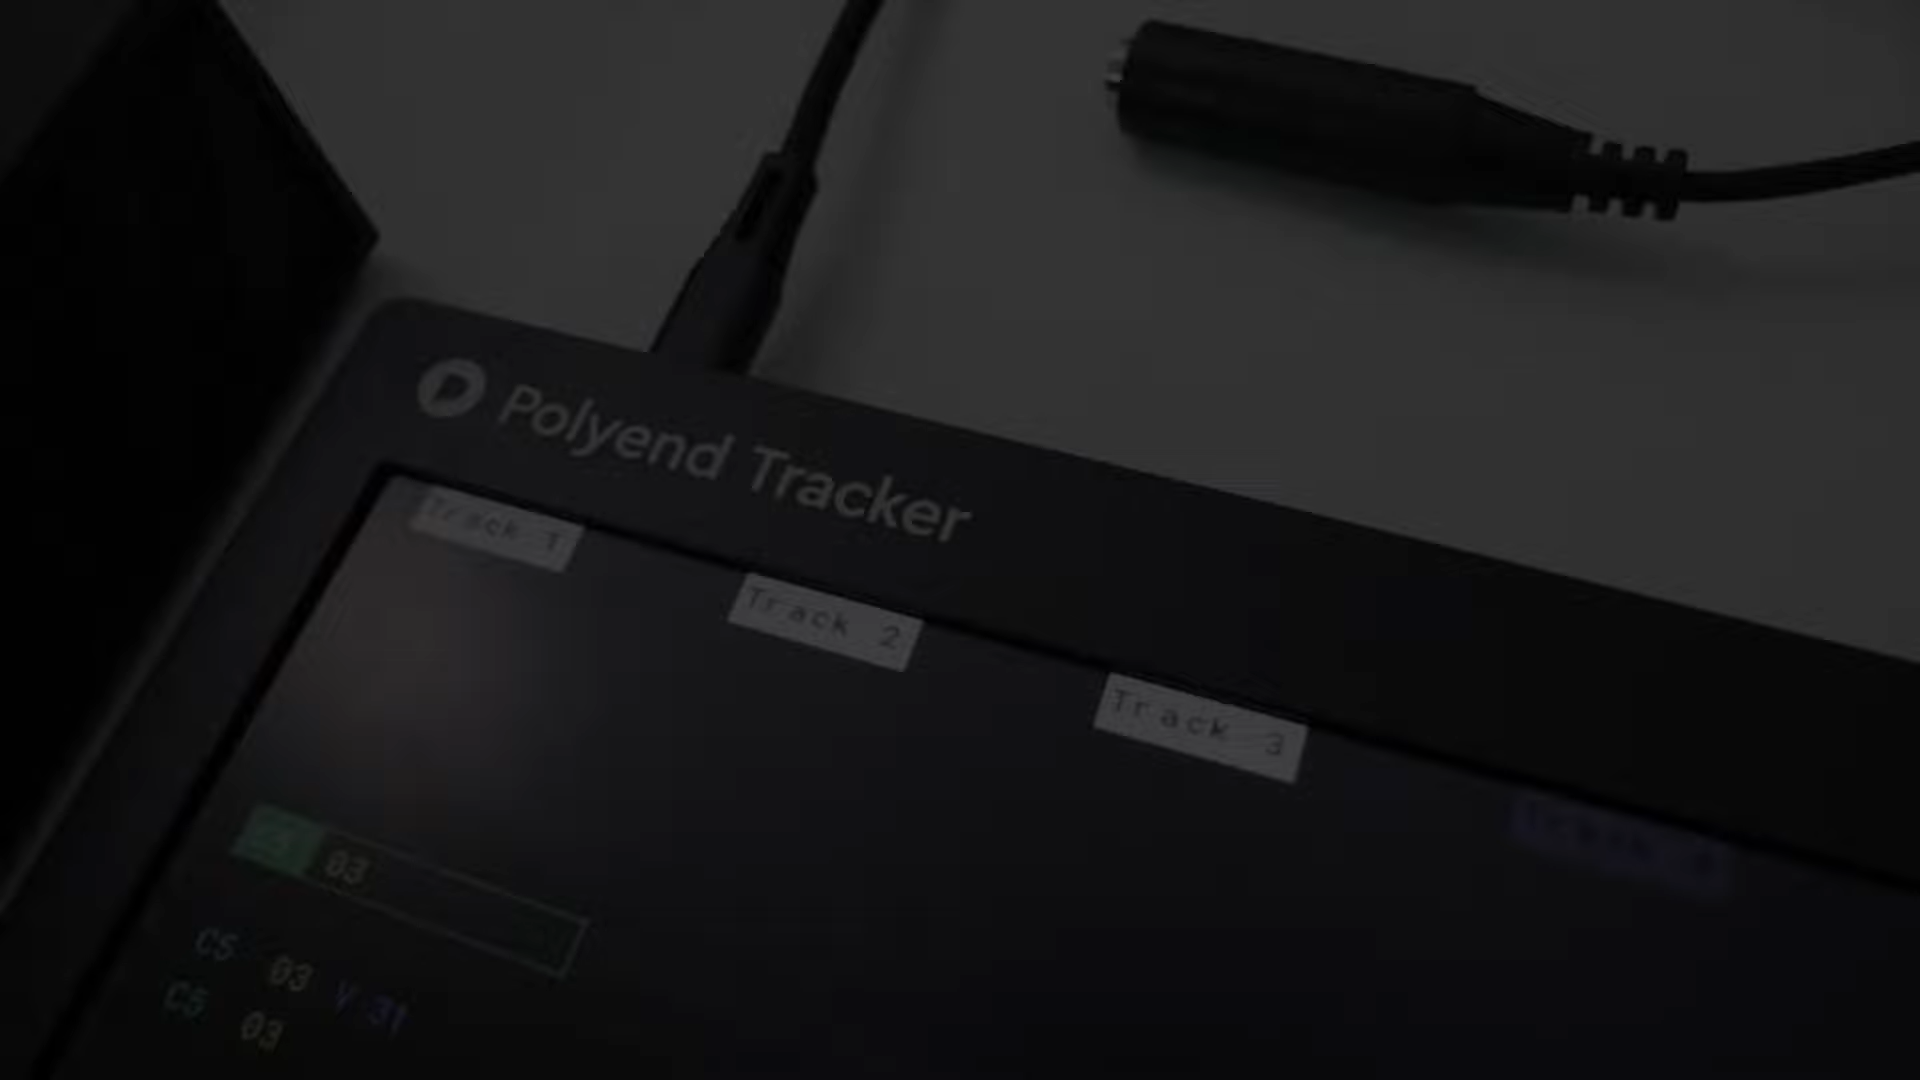 Polyend Tracker
Track 1
Track 2
Track 3
03
C5 03 V 31
C5 03